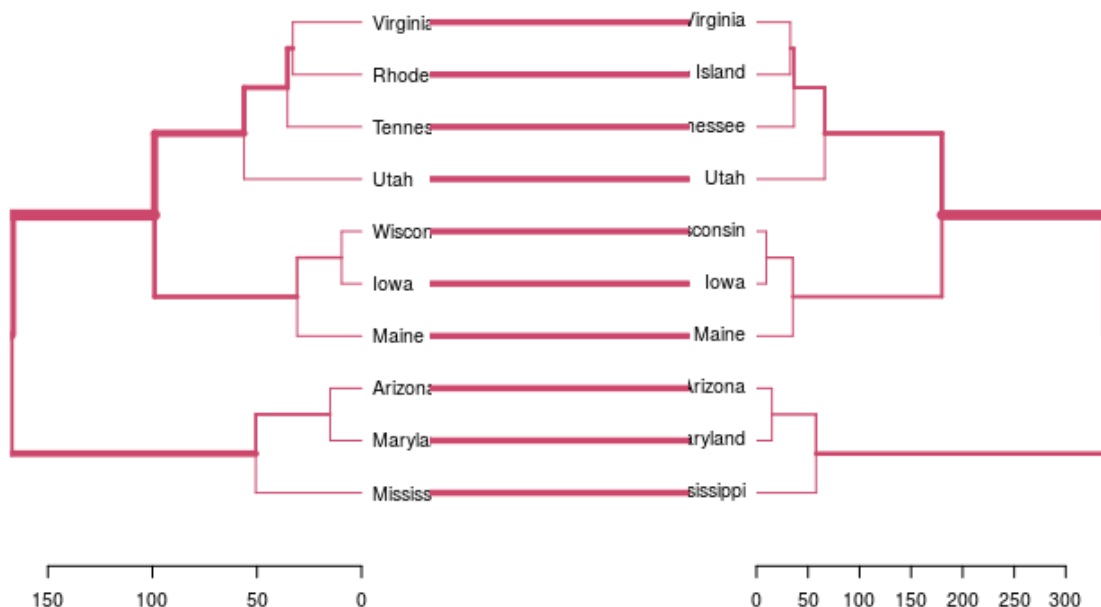 Virginia Virginia
Rhode Island
Tennes nessee
Utah Utah
Wiscon sconsin
Iowa Iowa
Maine Maine
Arizona Arizona
Maryla aryland
Mississ sissippi
150 100 50 0 0 50 100 150 200 250 300